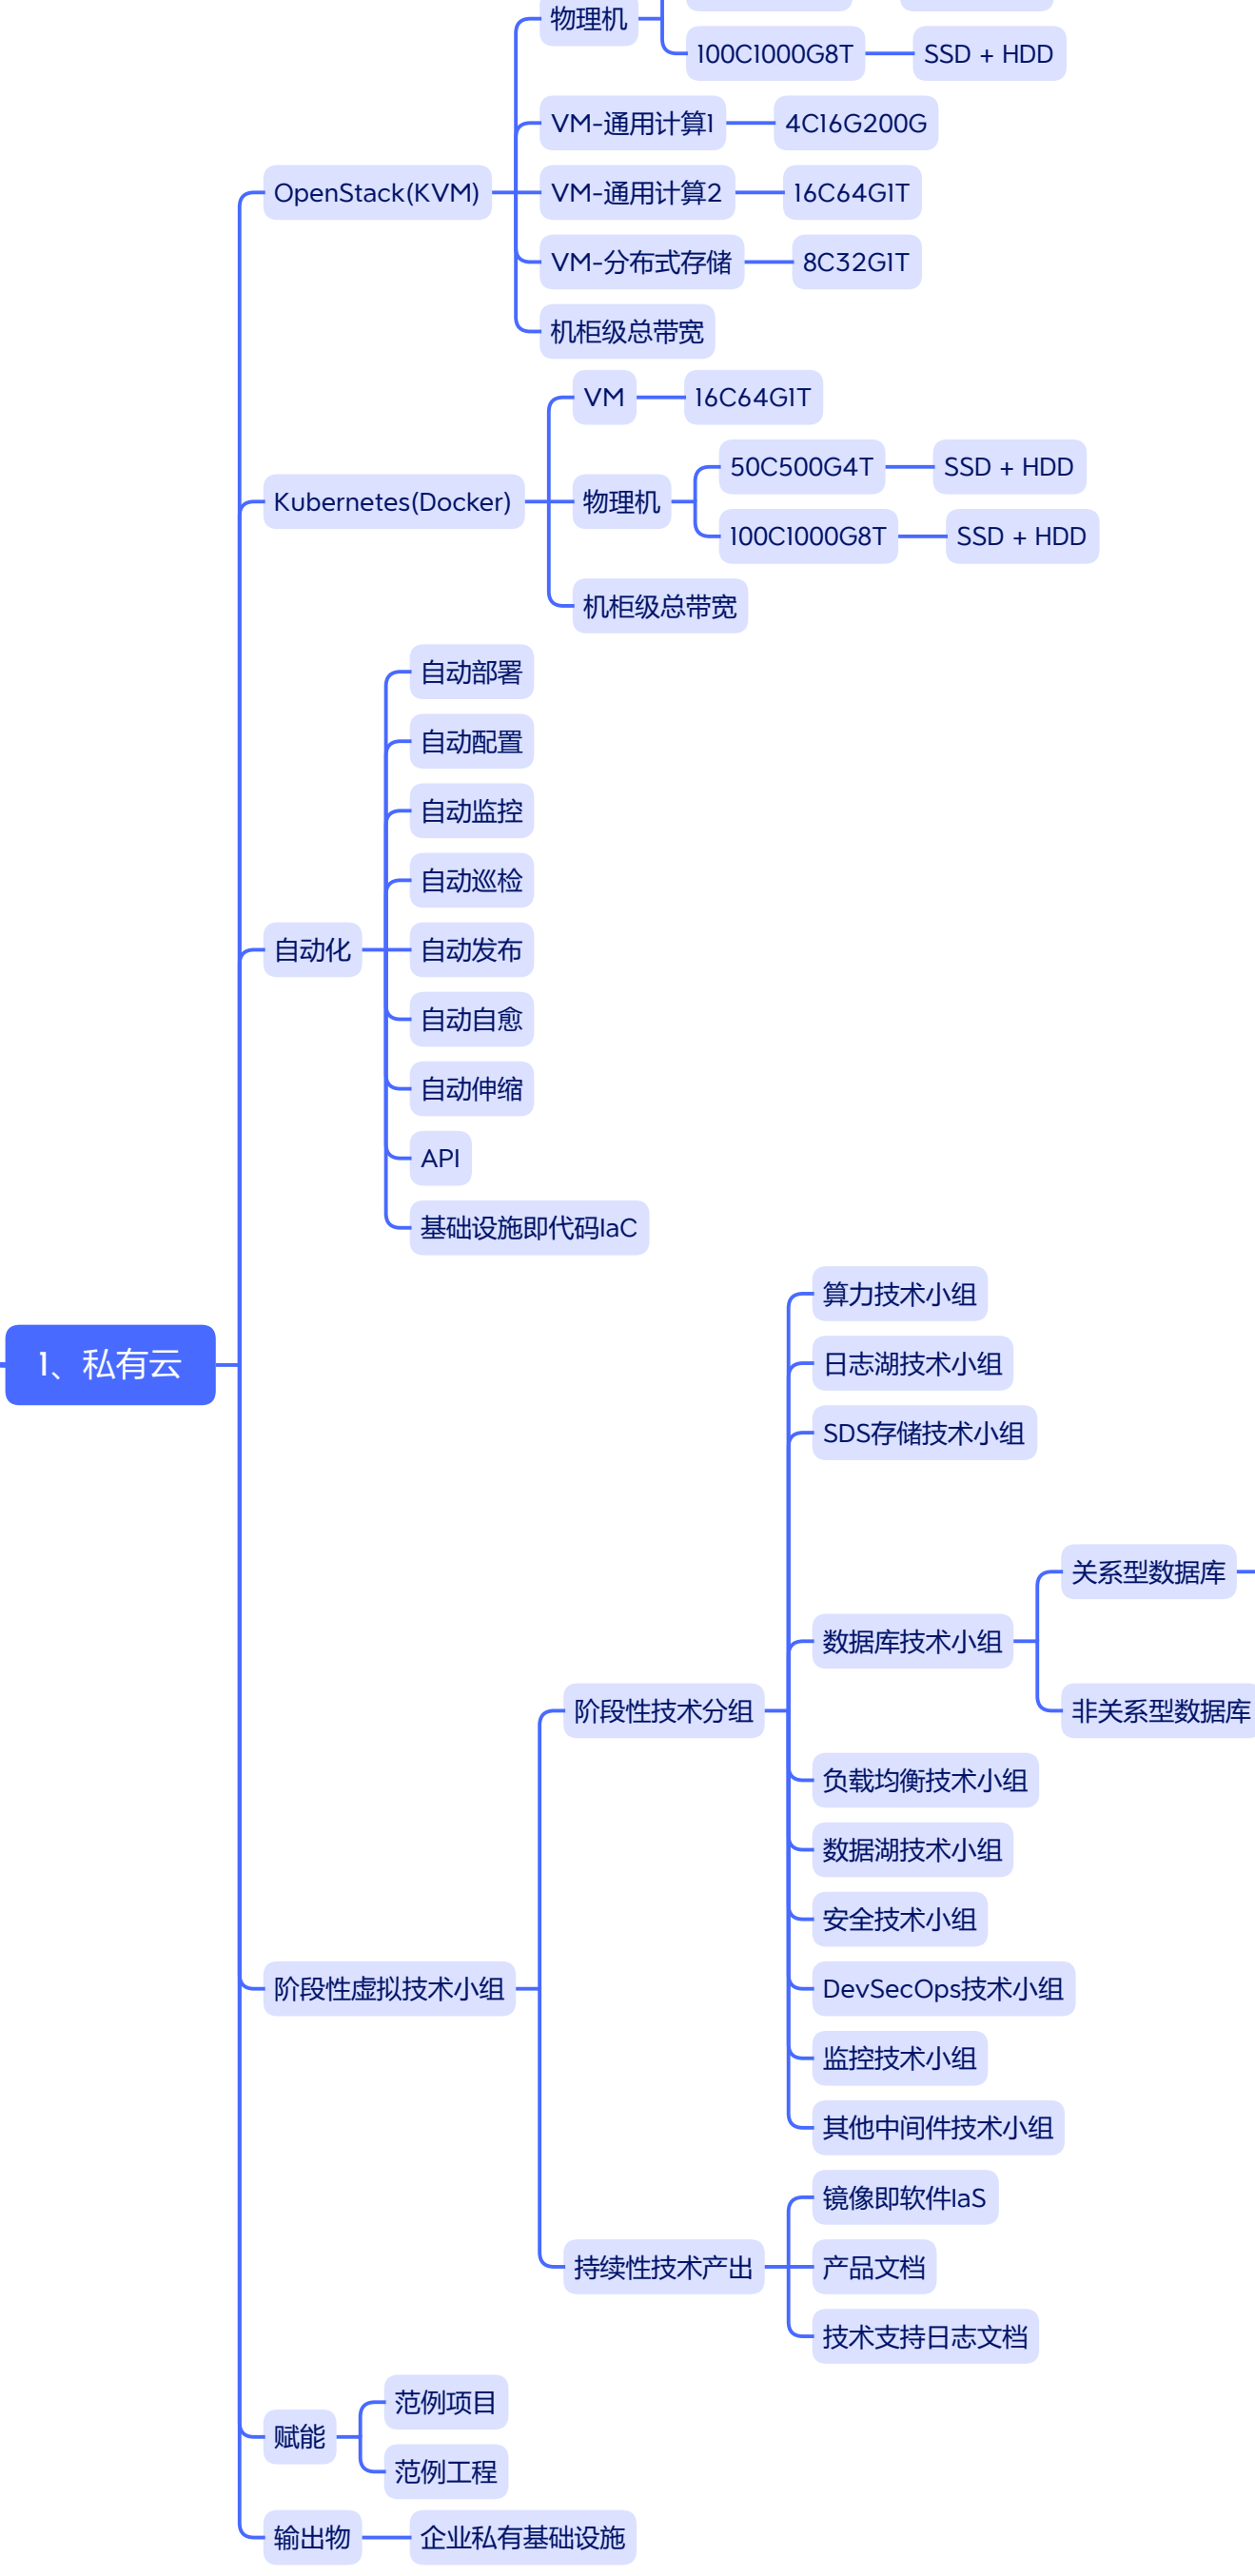 物理机
100C1000G8T
SSD + HDD
VM-通用计算1
4C16G200G
OpenStack(KVM)
VM-通用计算2
16C64G1T
VM-分布式存储
8C32G1T
机柜级总带宽
VM
16C64G1T
50C500G4T
SSD + HDD
Kubernetes(Docker)
物理机
100C1000G8T
SSD + HDD
机柜级总带宽
自动部署
自动配置
自动监控
自动巡检
自动化
自动发布
自动自愈
自动伸缩
API
基础设施即代码IaC
1、私有云
算力技术小组
日志湖技术小组
SDS存储技术小组
关系型数据库
数据库技术小组
非关系型数据库
阶段性技术分组
负载均衡技术小组
数据湖技术小组
安全技术小组
阶段性虚拟技术小组
DevSecOps技术小组
监控技术小组
其他中间件技术小组
镜像即软件IaS
持续性技术产出
产品文档
技术支持日志文档
范例项目
赋能
范例工程
输出物
企业私有基础设施